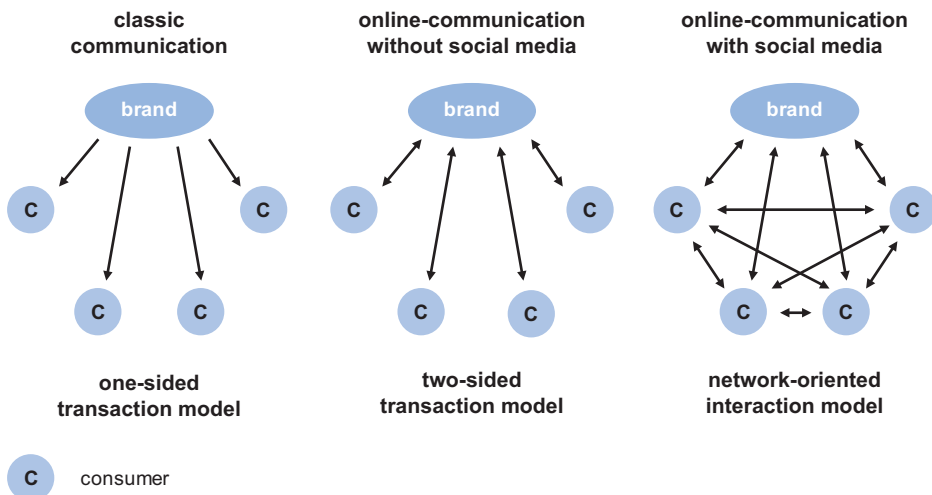 classic
communication
online-communication
without social media
online-communication
with social media
brand
brand
brand
C
C
C
C
C
C
C
C
C
C
C
C
one-sided
transaction model
two-sided
transaction model
network-oriented
interaction model
C consumer